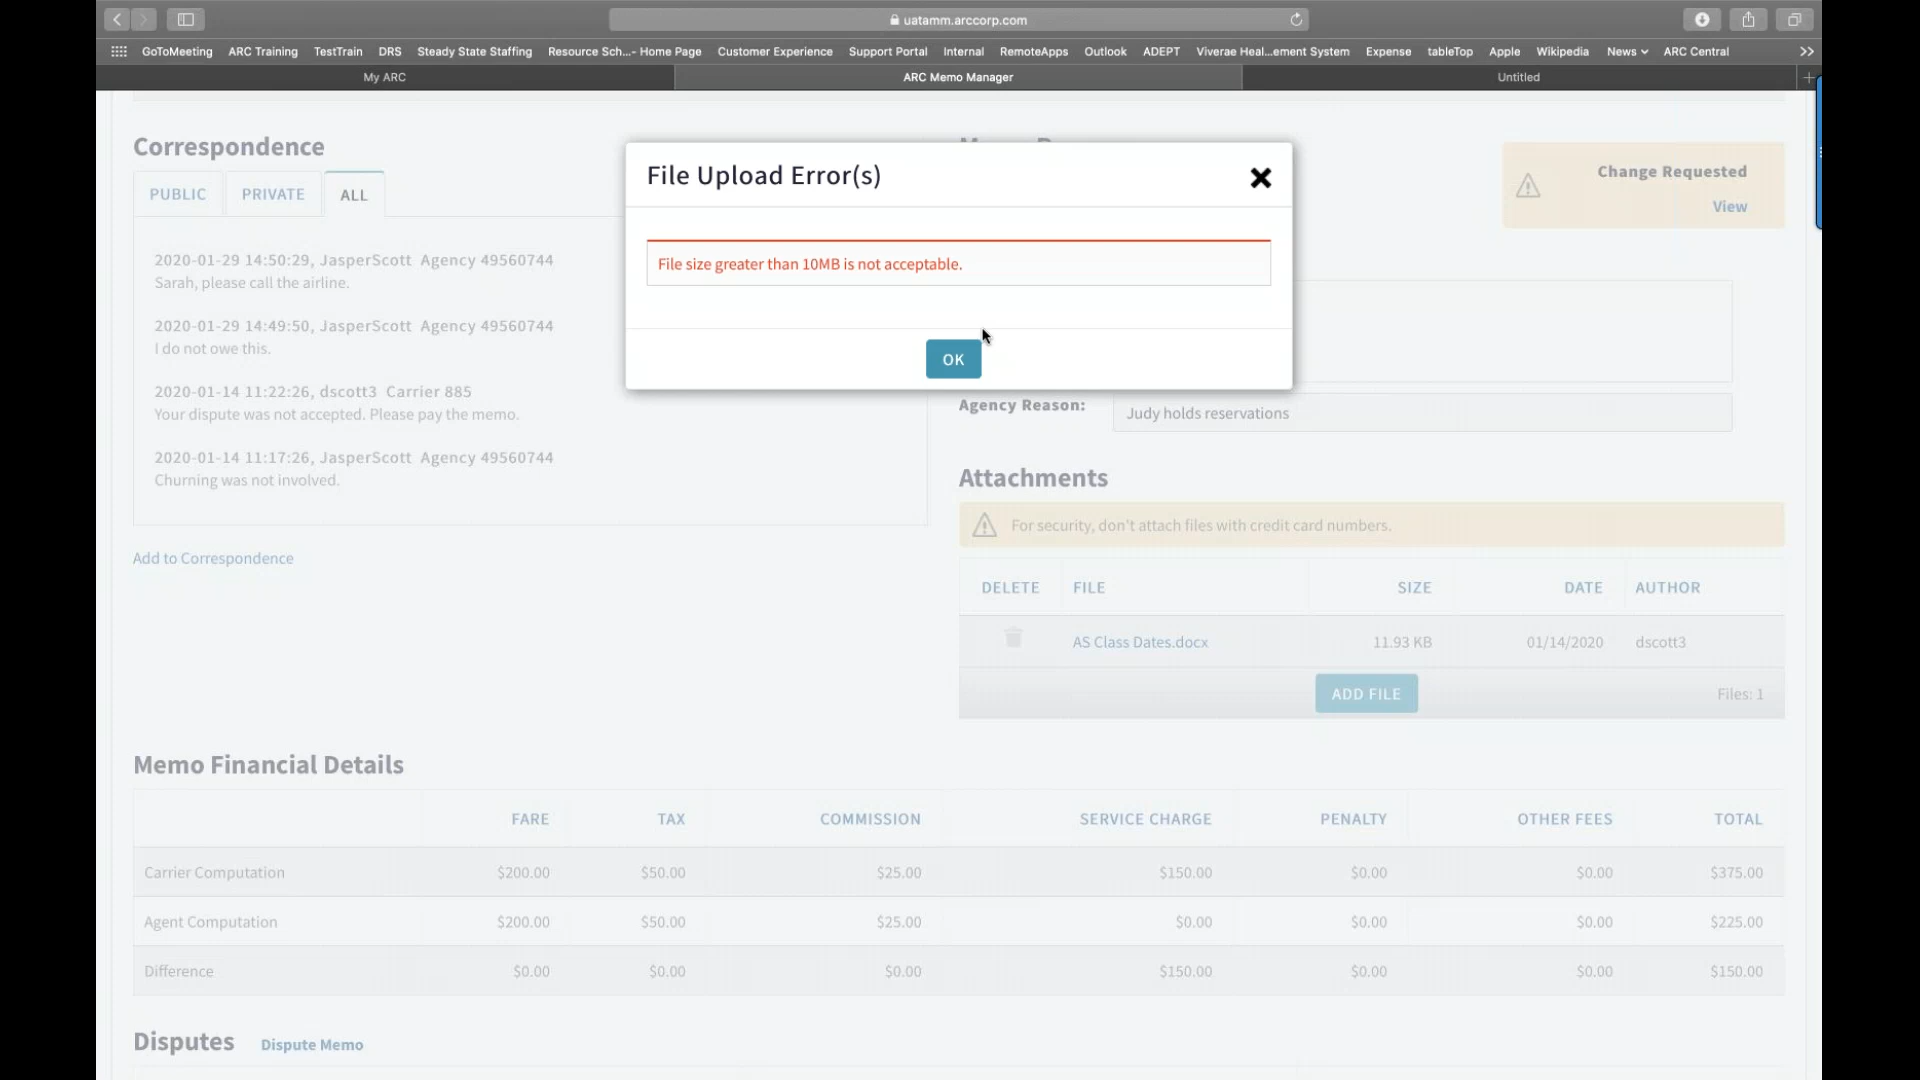 uatamm.arccorp.com
GoToMeeting ARC Training TestTrain DRS Steady State Staffing Resource Sch...- Home Page Customer Experience Support Portal Internal RemoteApps Outlook ADEPT Viverae Heal...ement System Expense tableTop Apple Wikipedia News ARC Central
My ARC ARC Memo Manager Untitled
Correspondence
PUBLIC PRIVATE ALL
2020-01-29 14:50:29, JasperScott Agency 49560744
Sarah, please call the airline.
2020-01-29 14:49:50, JasperScott Agency 49560744
I do not owe this.
2020-01-14 11:22:26, dscott3 Carrier 885
Your dispute was not accepted. Please pay the memo.
2020-01-14 11:17:26, JasperScott Agency 49560744
Churning was not involved.
Add to Correspondence
File Upload Error(s)
File size greater than 10MB is not acceptable.
OK
Change Requested
View
Agency Reason: Judy holds reservations
Attachments
For security, don't attach files with credit card numbers.
DELETE FILE SIZE DATE AUTHOR
AS Class Dates.docx 11.93 KB 01/14/2020 dscott3
ADD FILE Files: 1
Memo Financial Details
FARE TAX COMMISSION SERVICE CHARGE PENALTY OTHER FEES TOTAL
Carrier Computation $200.00 $50.00 $25.00 $150.00 $0.00 $0.00 $375.00
Agent Computation $200.00 $50.00 $25.00 $0.00 $0.00 $0.00 $225.00
Difference $0.00 $0.00 $0.00 $150.00 $0.00 $0.00 $150.00
Disputes Dispute Memo